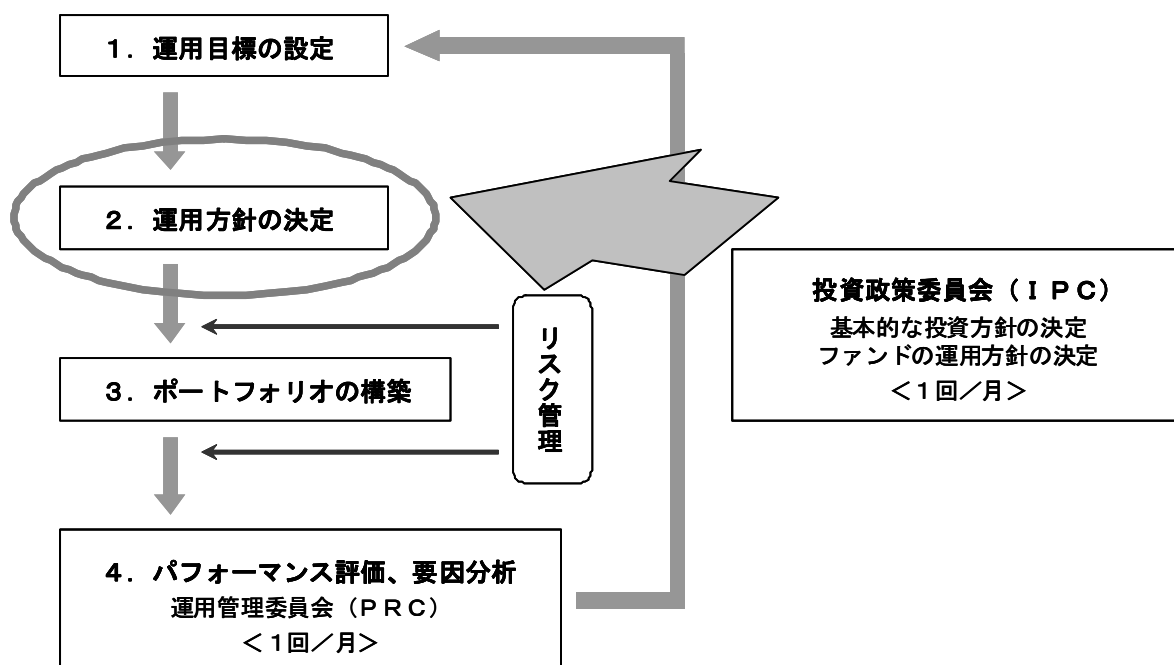 １．運用目標の設定
２．運用方針の決定
投資政策委員会（ＩＰＣ）
基本的な投資方針の決定
ファンドの運用方針の決定
＜１回／月＞
リスク管理
３．ポートフォリオの構築
４．パフォーマンス評価、要因分析
運用管理委員会（ＰＲＣ）
＜１回／月＞